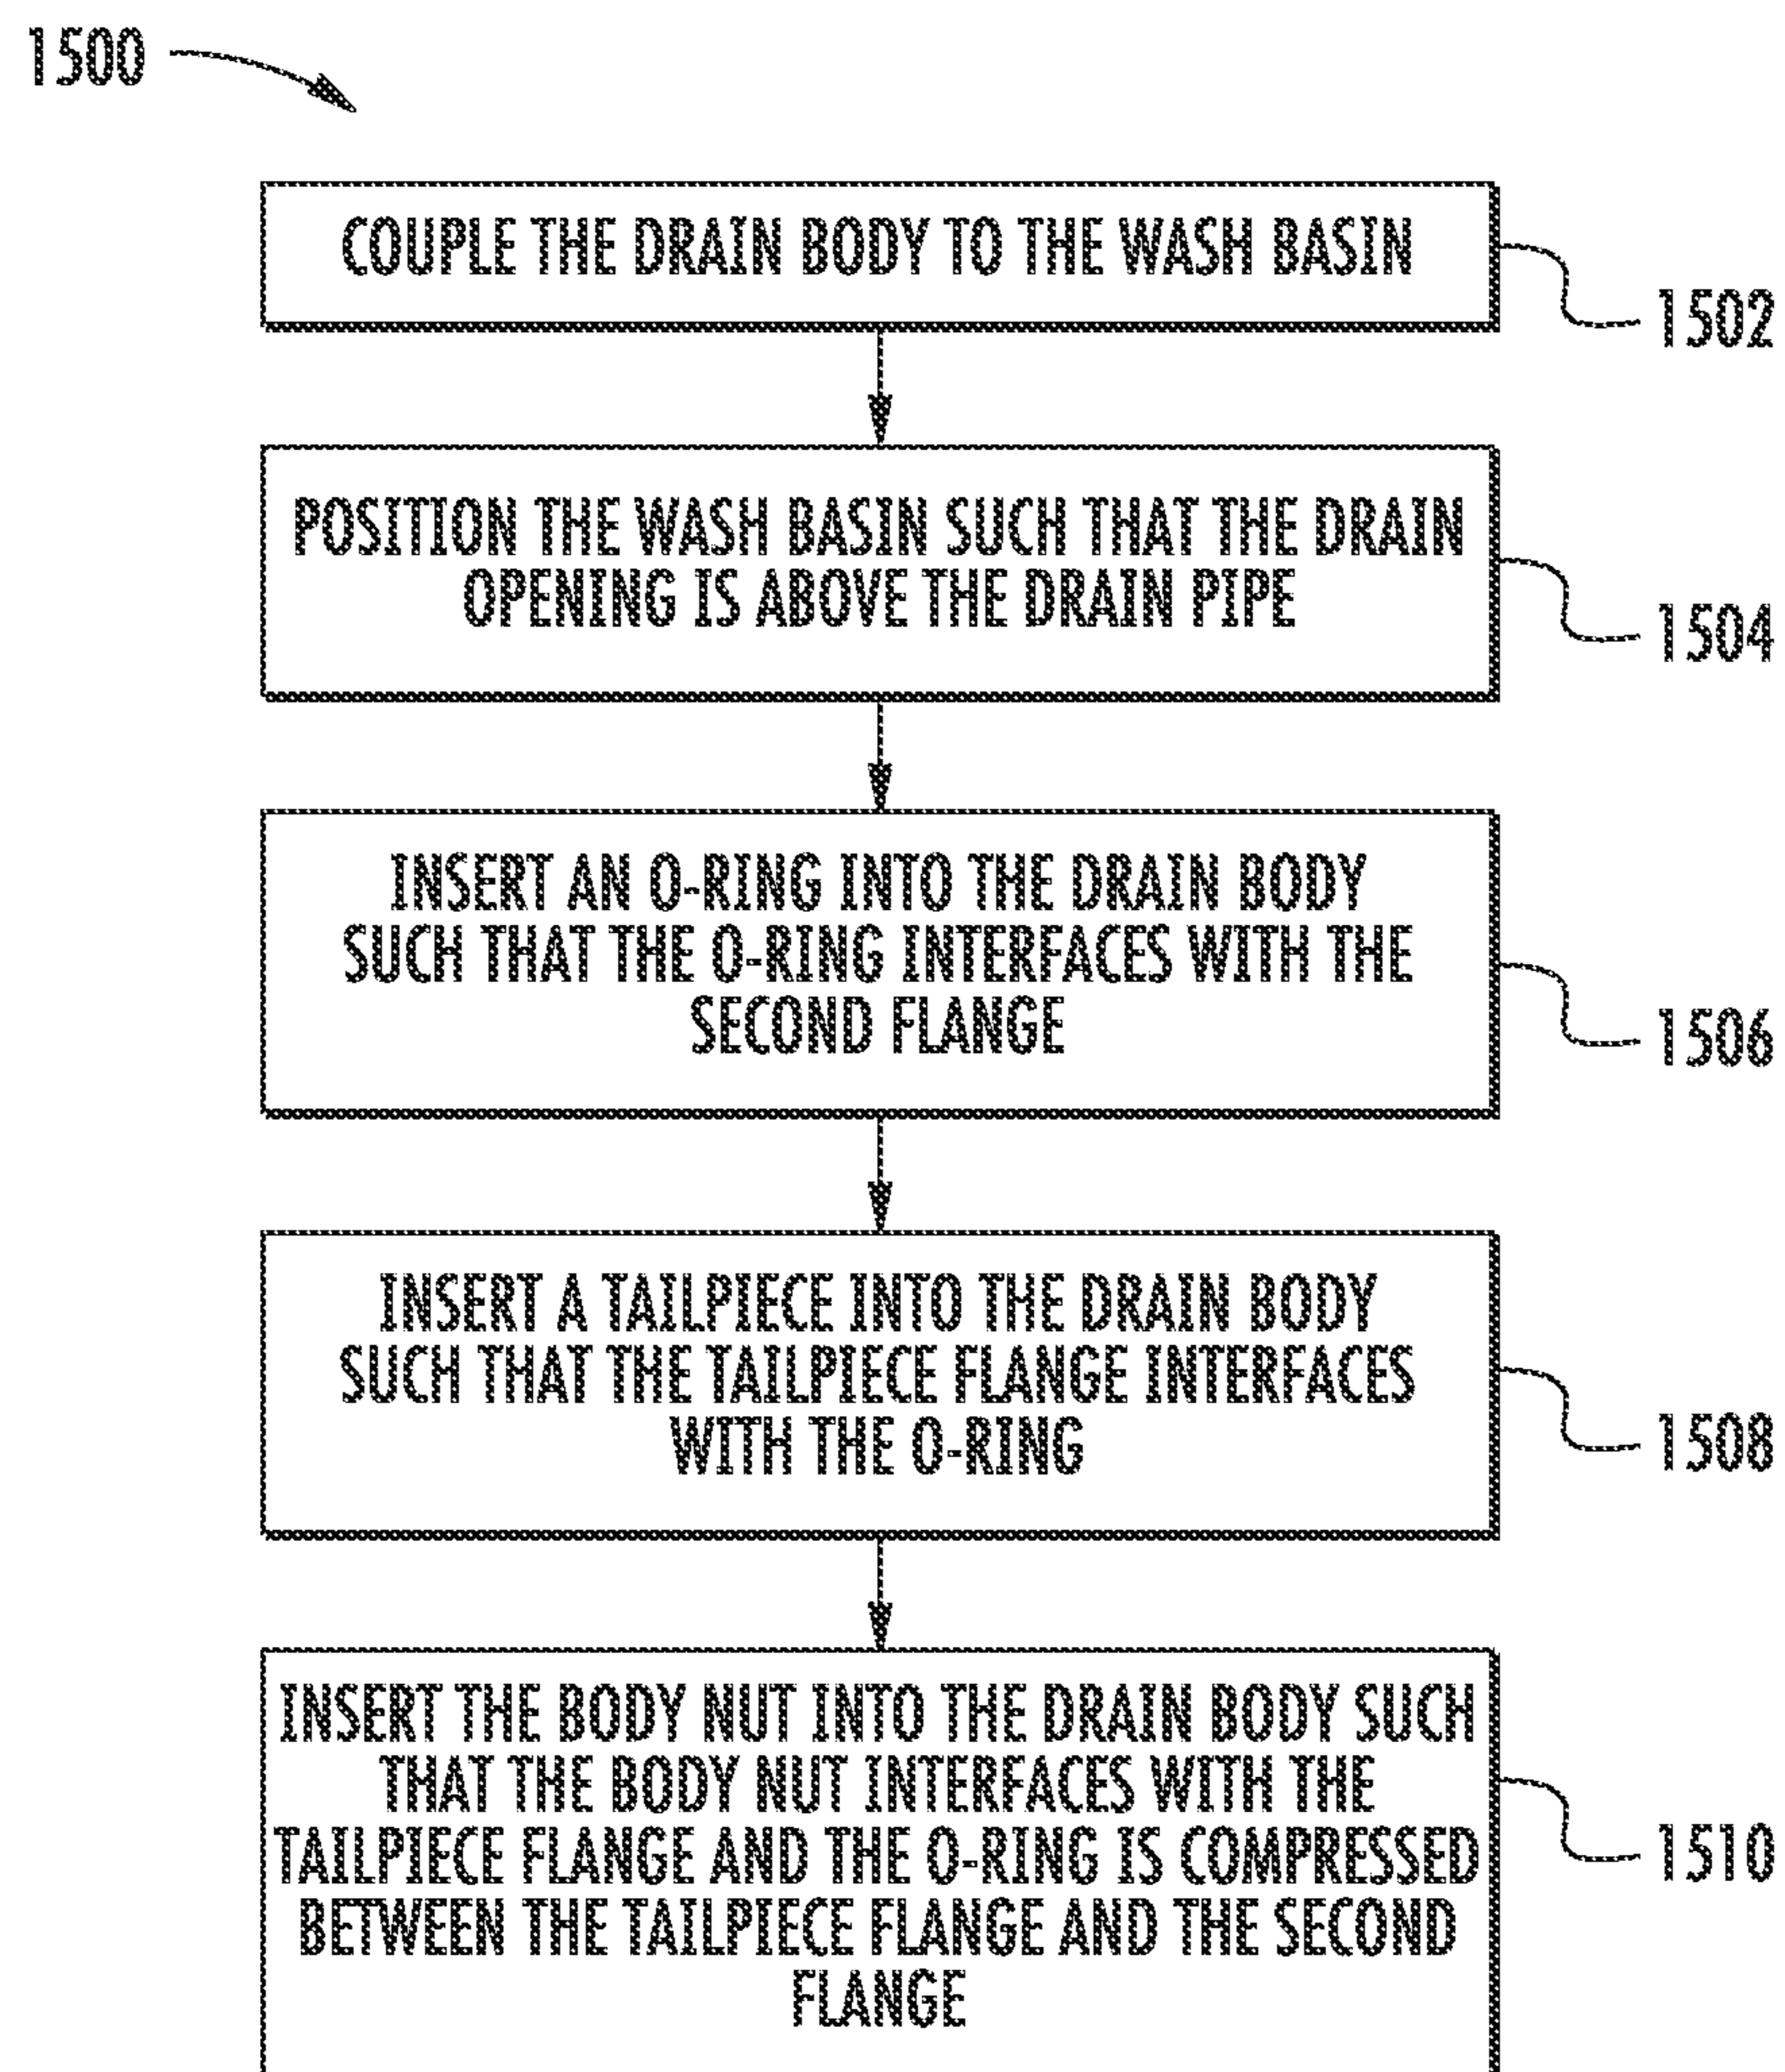 1500
COUPLE THE DRAIN BODY TO THE WASH BASIN
1502
POSITION THE WASH BASIN SUCH THAT THE DRAIN
OPENING IS ABOVE THE DRAIN PIPE
1504
INSERT AN O-RING INTO THE DRAIN BODY
SUCH THAT THE O-RING INTERFACES WITH THE
SECOND FLANGE
1506
INSERT A TAILPIECE INTO THE DRAIN BODY
SUCH THAT THE TAILPIECE FLANGE INTERFACES
WITH THE O-RING
1508
INSERT THE BODY NUT INTO THE DRAIN BODY SUCH
THAT THE BODY NUT INTERFACES WITH THE
TAILPIECE FLANGE AND THE O-RING IS COMPRESSED
BETWEEN THE TAILPIECE FLANGE AND THE SECOND
FLANGE
1510